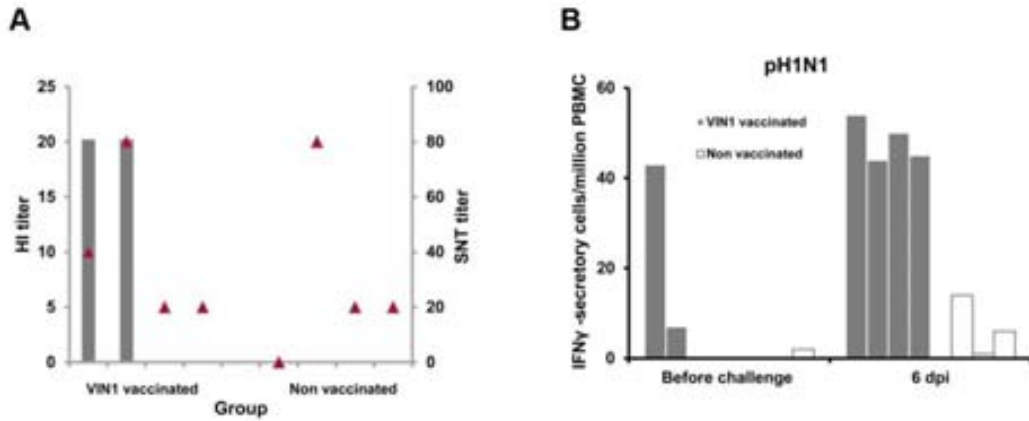 A
25
20
15
10
5
0
HI titer
100
80
60
40
20
0
SNT titer
VIN1 vaccinated
Non vaccinated
Group
B
pH1N1
60
40
20
0
IFNγ -secretory cells/million PBMC
VIN1 vaccinated
Non vaccinated
Before challenge
6 dpi